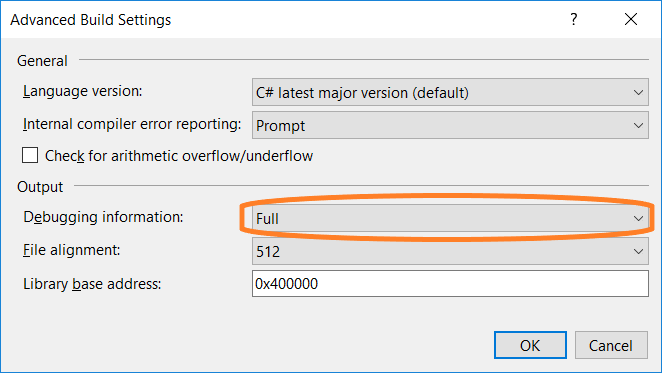 Advanced Build Settings ?
General
Language version: C# latest major version (default)
Internal compiler error reporting: Prompt
Check for arithmetic overflow/underflow
Output
Debugging information: Full
File alignment: 512
Library base address: 0x400000
OK Cancel